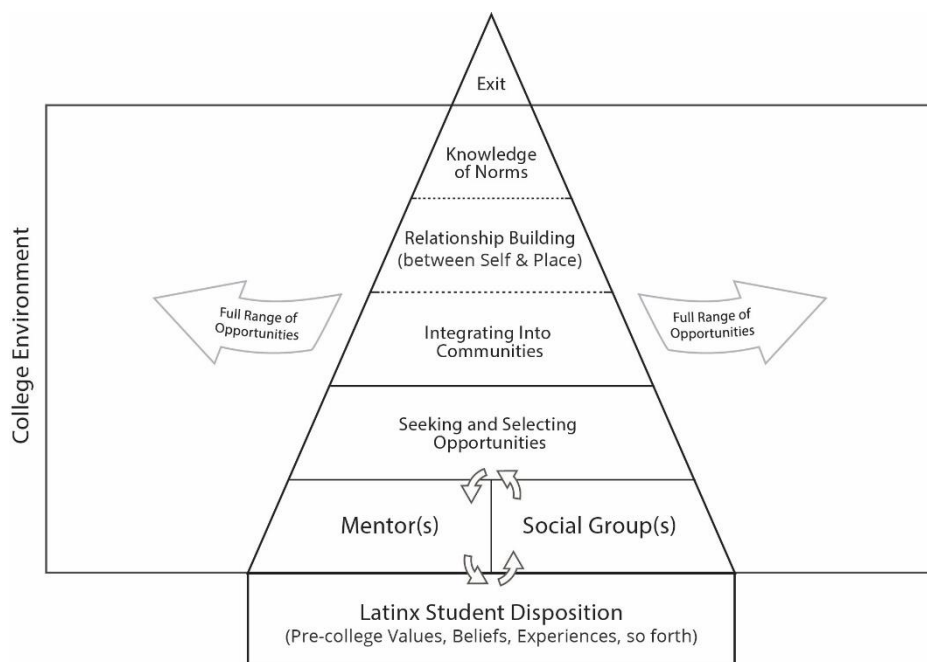 Exit
Knowledge
of Norms
Relationship Building
(between Self & Place)
Full Range of
Opportunities
Full Range of
Opportunities
Integrating Into
Communities
College Environment
Seeking and Selecting
Opportunities
Mentor(s)
Social Group(s)
Latinx Student Disposition
(Pre-college Values, Beliefs, Experiences, so forth)